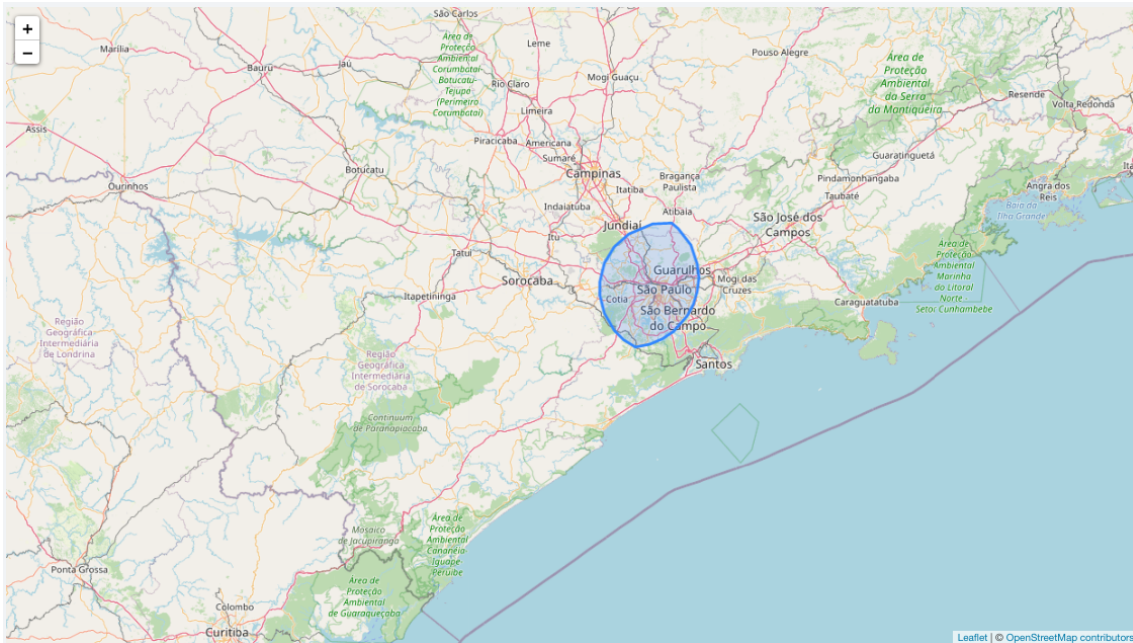 +
−
São Carlos
Leme
Pouso Alegre
Marília
Bauru
Jaú
Área de
Proteção
Ambiental
Corumbataí-
Botucatu-
Tejupá
(Perímetro
Corumbataí)
Mogi Guaçu
Rio Claro
Limeira
Área de
Proteção
Ambiental
da Serra
da Mantiqueira
Resende
Volta Redonda
Assis
Piracicaba
Americana
Sumaré
Campinas
Guaratinguetá
Botucatu
Ourinhos
Bragança
Paulista
Itatiba
Pindamonhangaba
Taubaté
Angra dos
Reis
Baía da
Ilha Grande
Indaiatuba
Atibaia
São José dos
Campos
Jundiaí
Itu
Tatuí
Sorocaba
Guarulhos
Mogi das
Cruzes
São Paulo
Cotia
São Bernardo
do Campo
Itapetininga
Caraguatatuba
Área de
Proteção
Ambiental
Marinha
do Litoral
Norte
Setor Cunhambebe
Região
Geográfica
Intermediária
de Londrina
Região
Geográfica
Intermediária
de Sorocaba
Santos
Continuum
de Paranapiacaba
Mosaico
de Jacupiranga
Área de
Proteção
Ambiental
Cananéia
Iguape
Peruíbe
Ponta Grossa
Área de
Proteção
Ambiental
de Guaraqueçaba
Colombo
Curitiba
Leaflet | © OpenStreetMap contributors